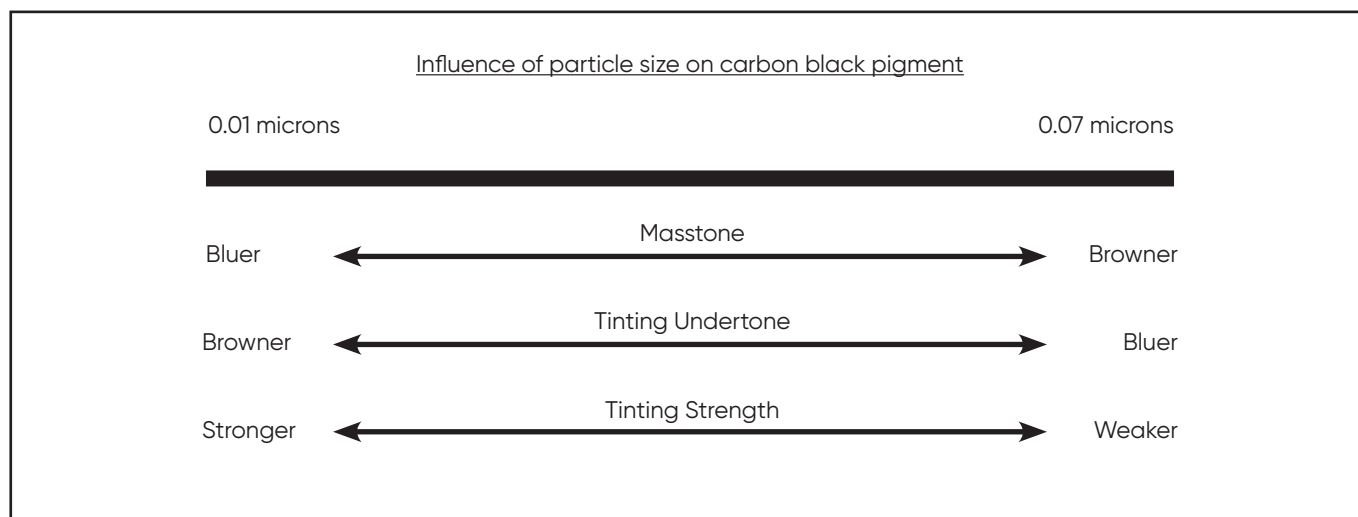 Influence of particle size on carbon black pigment
0.01 microns 0.07 microns
Masstone
Bluer Browner
Tinting Undertone
Browner Bluer
Tinting Strength
Stronger Weaker